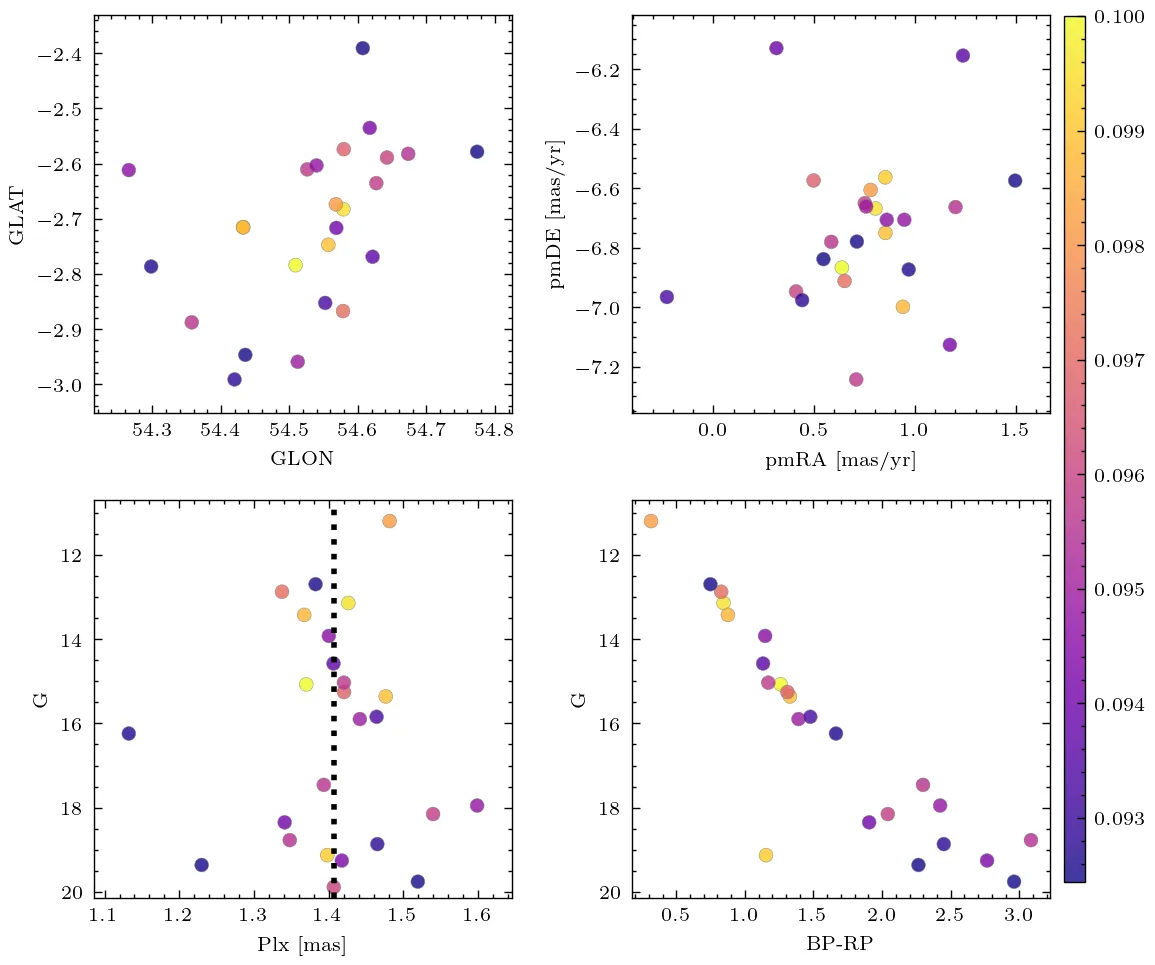 −2.4
−2.5
−2.6
−2.7
−2.8
−2.9
−3.0
GLAT
54.3 54.4 54.5 54.6 54.7 54.8
GLON
−6.2
−6.4
−6.6
−6.8
−7.0
−7.2
pmDE [mas/yr]
0.0 0.5 1.0 1.5
pmRA [mas/yr]
12
14
16
18
20
G
1.1 1.2 1.3 1.4 1.5 1.6
Plx [mas]
12
14
16
18
20
G
0.5 1.0 1.5 2.0 2.5 3.0
BP-RP
0.100
0.099
0.098
0.097
0.096
0.095
0.094
0.093